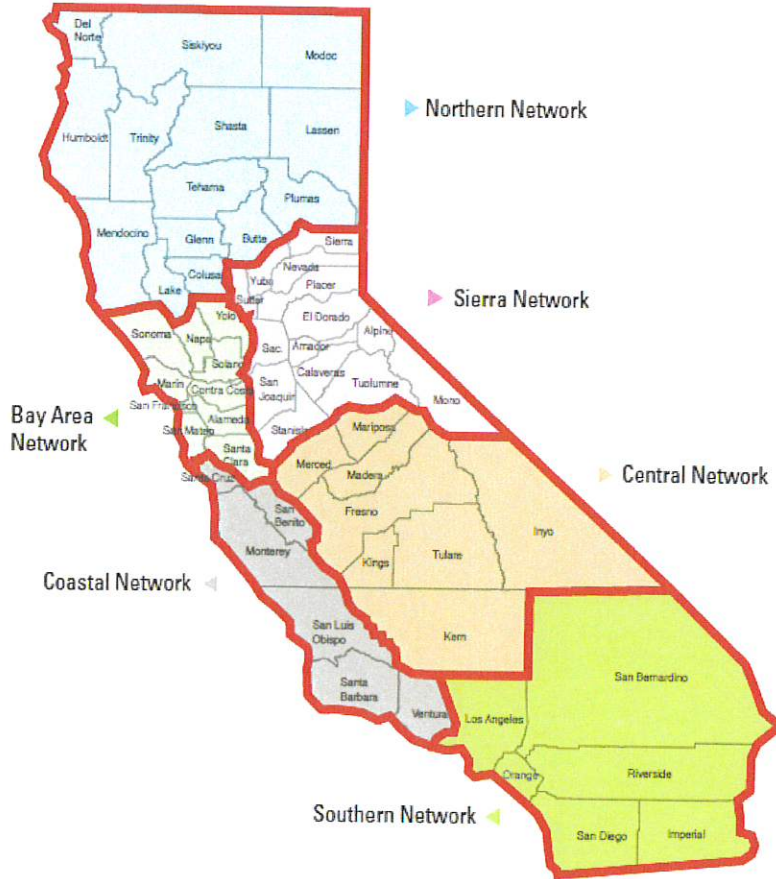 Del
Norte
Siskiyou
Modoc
Northern Network
Humboldt
Trinity
Shasta
Lassen
Tehama
Plumas
Mendocino
Glenn
Butte
Sierra
Colusa
Lake
Nevada
Yuba
Placer
Sutter
Sierra Network
Yolo
El Dorado
Sonoma
Napa
Alpine
Sac.
Amador
Solano
Calaveras
Marin
Contra Costa
San
Joaquin
Tuolumne
Mono
San Francisco
Bay Area
Network
Alameda
San Mateo
Stanislaus
Mariposa
Santa
Clara
Merced
Madera
Central Network
Santa Cruz
San
Benito
Fresno
Inyo
Monterey
Kings
Tulare
Coastal Network
San Luis
Obispo
Kern
Santa
Barbara
San Bernardino
Ventura
Los Angeles
Orange
Riverside
Southern Network
San Diego
Imperial